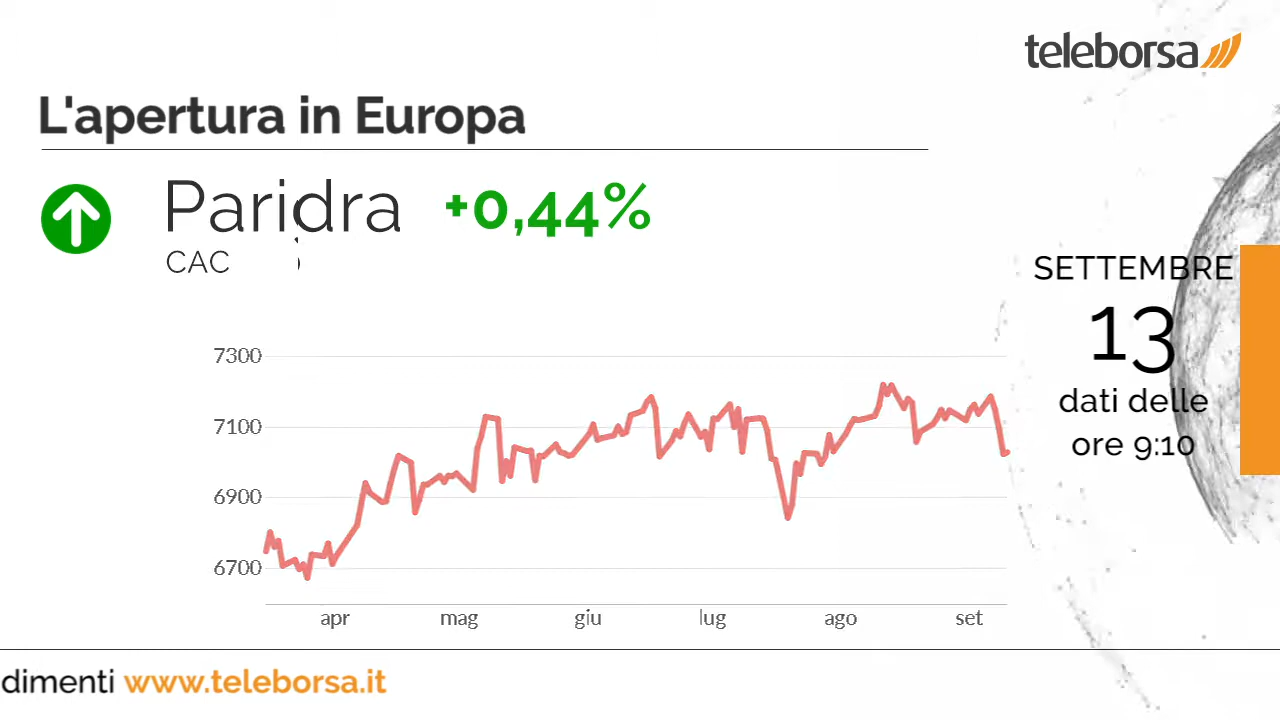 teleborsa
L'apertura in Europa
Paridra +0,44%
CAC
SETTEMBRE
13
dati delle
ore 9:10
7300
7100
6900
6700
apr mag giu lug ago set
dimenti www.teleborsa.it